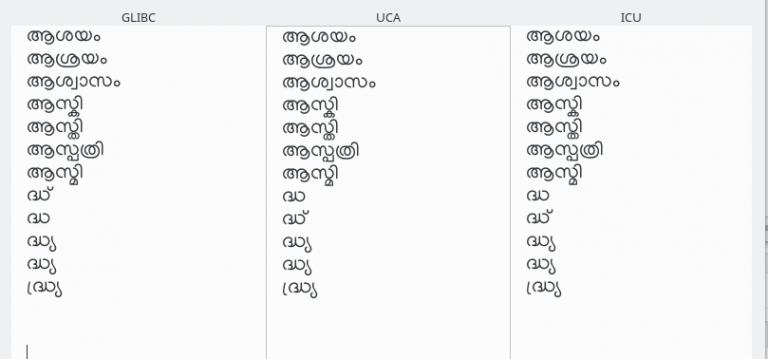 GLIBC
ആശയം
ആശ്രയം
ആശ്വാസം
ആസ്കി
ആസ്തി
ആസ്പത്രി
ആസ്മി
ദ്ധ്
ദ്ധ
ദ്ധ്യ
ദ്ധ്യ
ദ്ധ്ര്യ
UCA
ആശയം
ആശ്രയം
ആശ്വാസം
ആസ്കി
ആസ്തി
ആസ്പത്രി
ആസ്മി
ദ്ധ
ദ്ധ്
ദ്ധ്യ
ദ്ധ്യ
ദ്ധ്ര്യ
ICU
ആശയം
ആശ്രയം
ആശ്വാസം
ആസ്കി
ആസ്തി
ആസ്പത്രി
ആസ്മി
ദ്ധ
ദ്ധ്
ദ്ധ്യ
ദ്ധ്യ
ദ്ധ്ര്യ